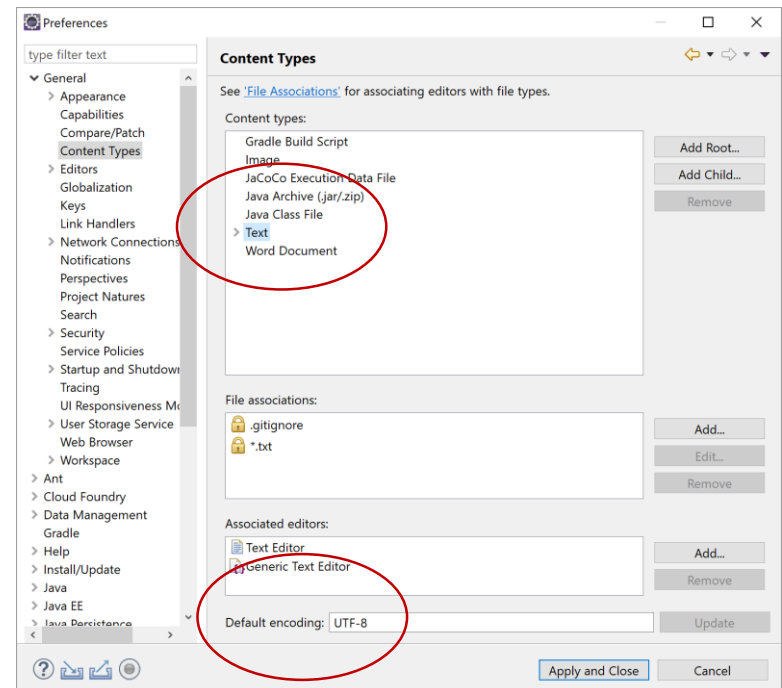 Preferences
type filter text
General
Appearance
Capabilities
Compare/Patch
Content Types
Editors
Globalization
Keys
Link Handlers
Network Connections
Notifications
Perspectives
Project Natures
Search
Security
Service Policies
Startup and Shutdown
Tracing
UI Responsiveness Mo
User Storage Service
Web Browser
Workspace
Ant
Cloud Foundry
Data Management
Gradle
Help
Install/Update
Java
Java EE
Java Persistence
Content Types
See 'File Associations' for associating editors with file types.
Content types:
Gradle Build Script
Image
JaCoCo Execution Data File
Java Archive (.jar/.zip)
Java Class File
Text
Word Document
Add Root...
Add Child...
Remove
File associations:
.gitignore
*.txt
Add...
Edit...
Remove
Associated editors:
Text Editor
Generic Text Editor
Add...
Remove
Default encoding: UTF-8
Update
Apply and Close
Cancel